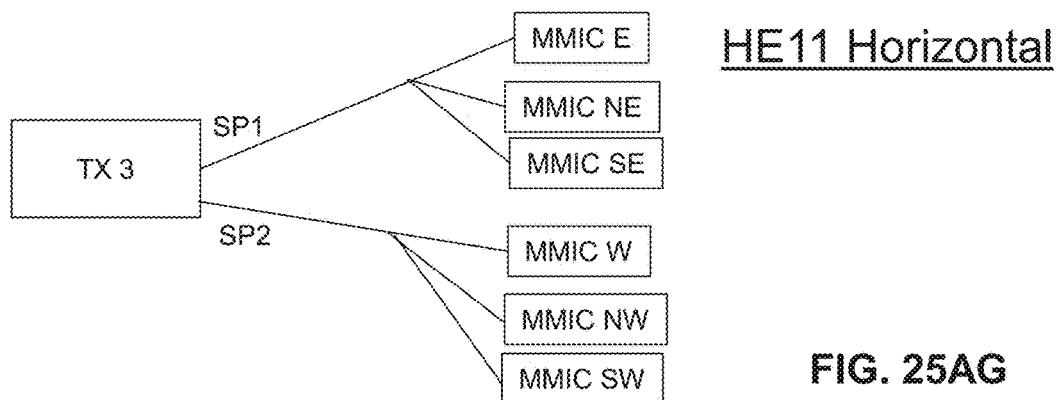 MMIC E
HE11 Horizontal
MMIC NE
SP1
TX 3
MMIC SE
SP2
MMIC W
MMIC NW
MMIC SW
FIG. 25AG